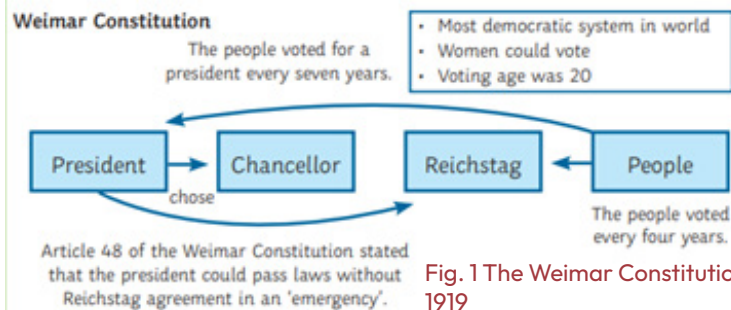 Weimar Constitution
The people voted for a
president every seven years.
• Most democratic system in world
• Women could vote
• Voting age was 20
President
Chancellor
Reichstag
People
chose
The people voted
every four years.
Article 48 of the Weimar Constitution stated
that the president could pass laws without
Reichstag agreement in an 'emergency'.
Fig. 1 The Weimar Constitutio
1919